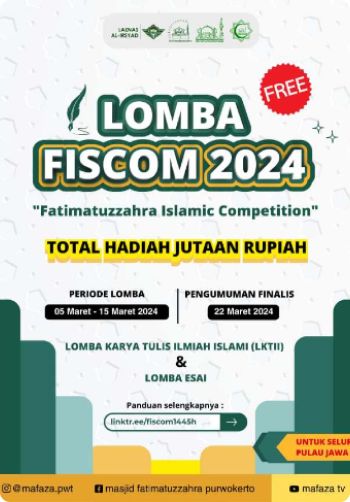 LAZNAS
AL-IRSYAD
FREE
LOMBA
FISCOM 2024
"Fatimatuzzahra Islamic Competition"
TOTAL HADIAH JUTAAN RUPIAH
PERIODE LOMBA
05 Maret - 15 Maret 2024
PENGUMUMAN FINALIS
22 Maret 2024
LOMBA KARYA TULIS ILMIAH ISLAMI (LKTII)
&
LOMBA ESAI
Panduan selengkapnya :
linktr.ee/fiscom1445h
UNTUK SELUR
PULAU JAWA
@mafaza.pwt
masjid fatimatuzzahra purwokerto
mafaza tv